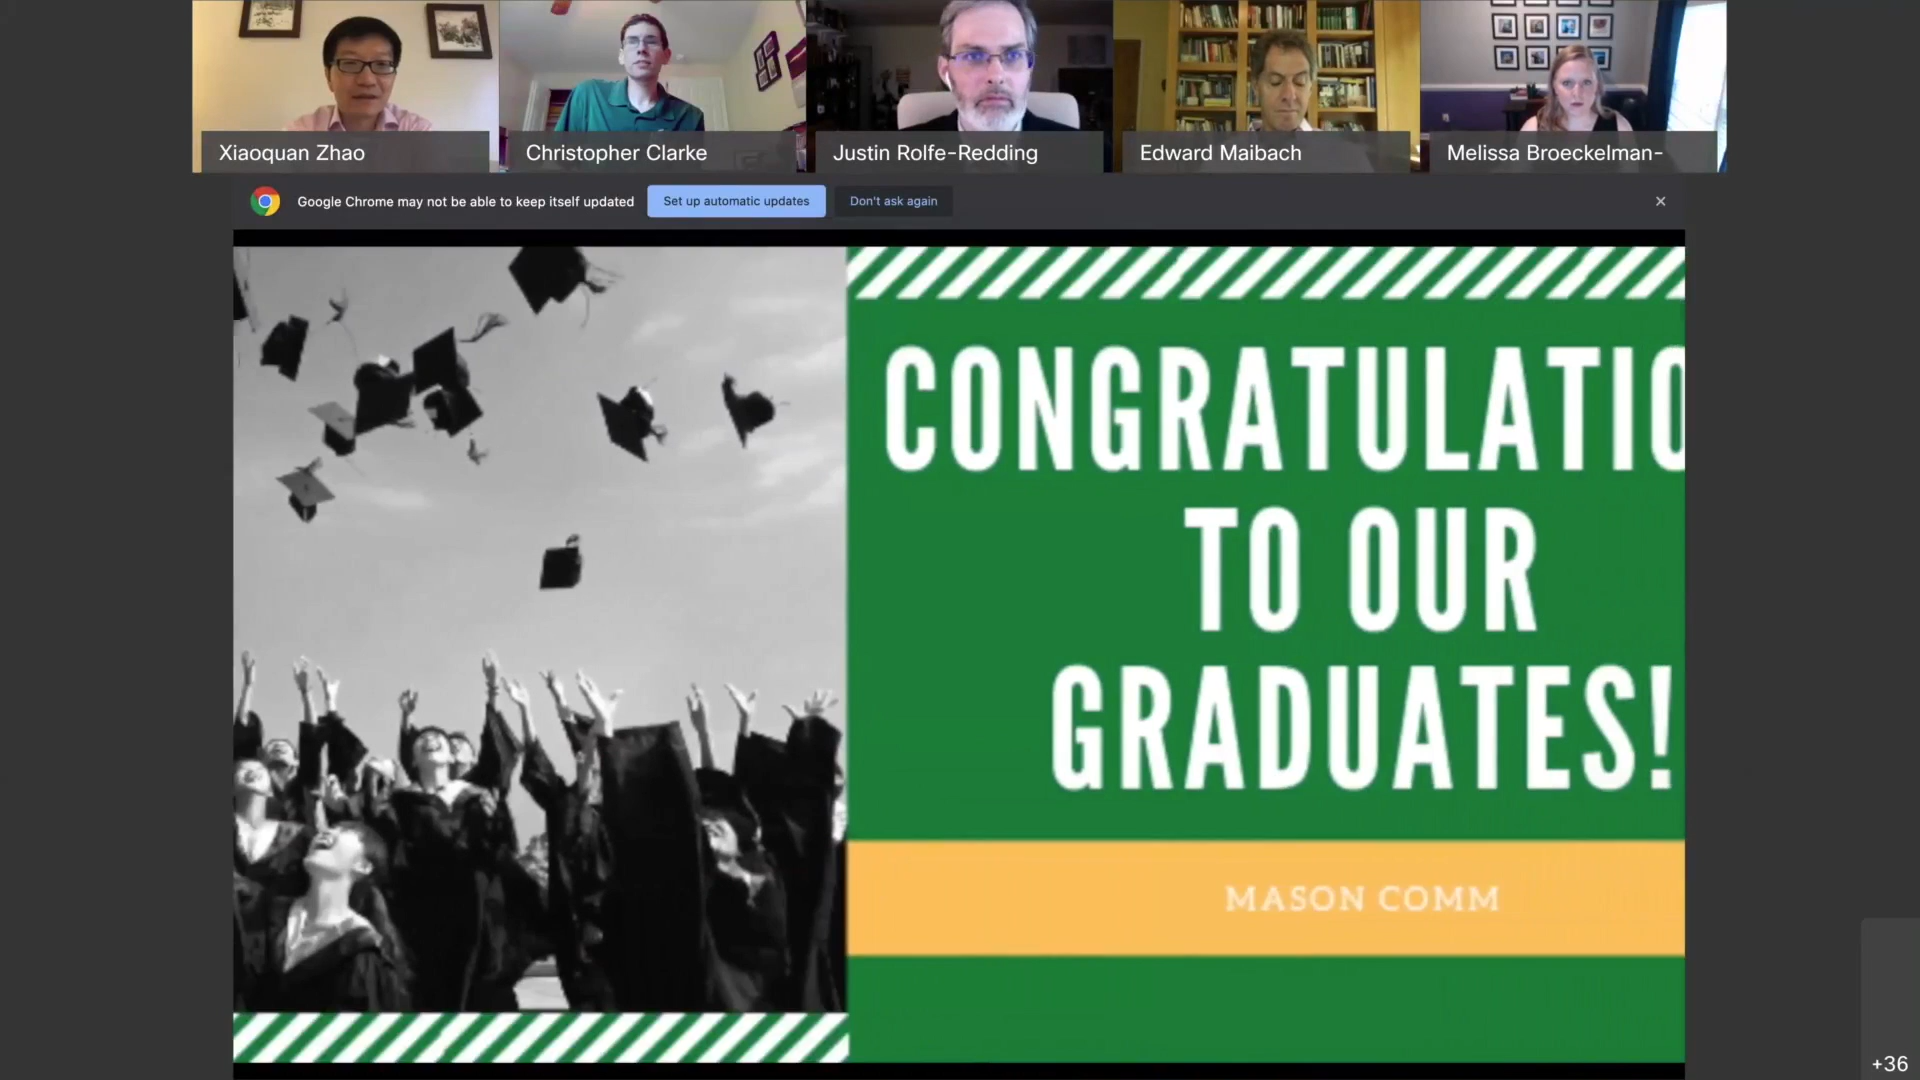 Xiaoquan Zhao
Christopher Clarke
Justin Rolfe-Redding
Edward Maibach
Melissa Broeckelman-
Google Chrome may not be able to keep itself updated
Set up automatic updates
Don't ask again
CONGRATULATIO
TO OUR
GRADUATES!
MASON COMM
+36